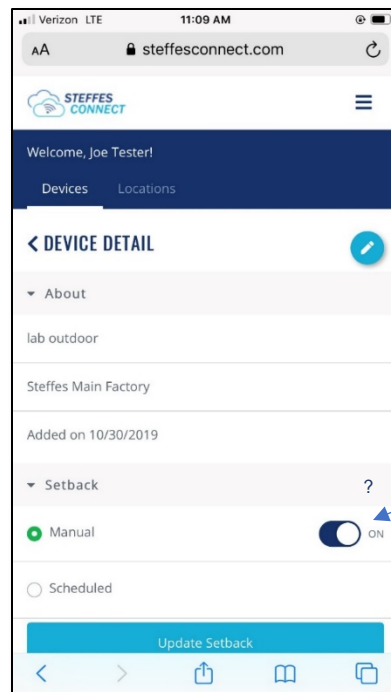 Verizon LTE 11:09 AM
AA steffesconnect.com
STEFFES
CONNECT
Welcome, Joe Tester!
Devices Locations
< DEVICE DETAIL
About
lab outdoor
Steffes Main Factory
Added on 10/30/2019
Setback ?
Manual ON
Scheduled
Update Setback